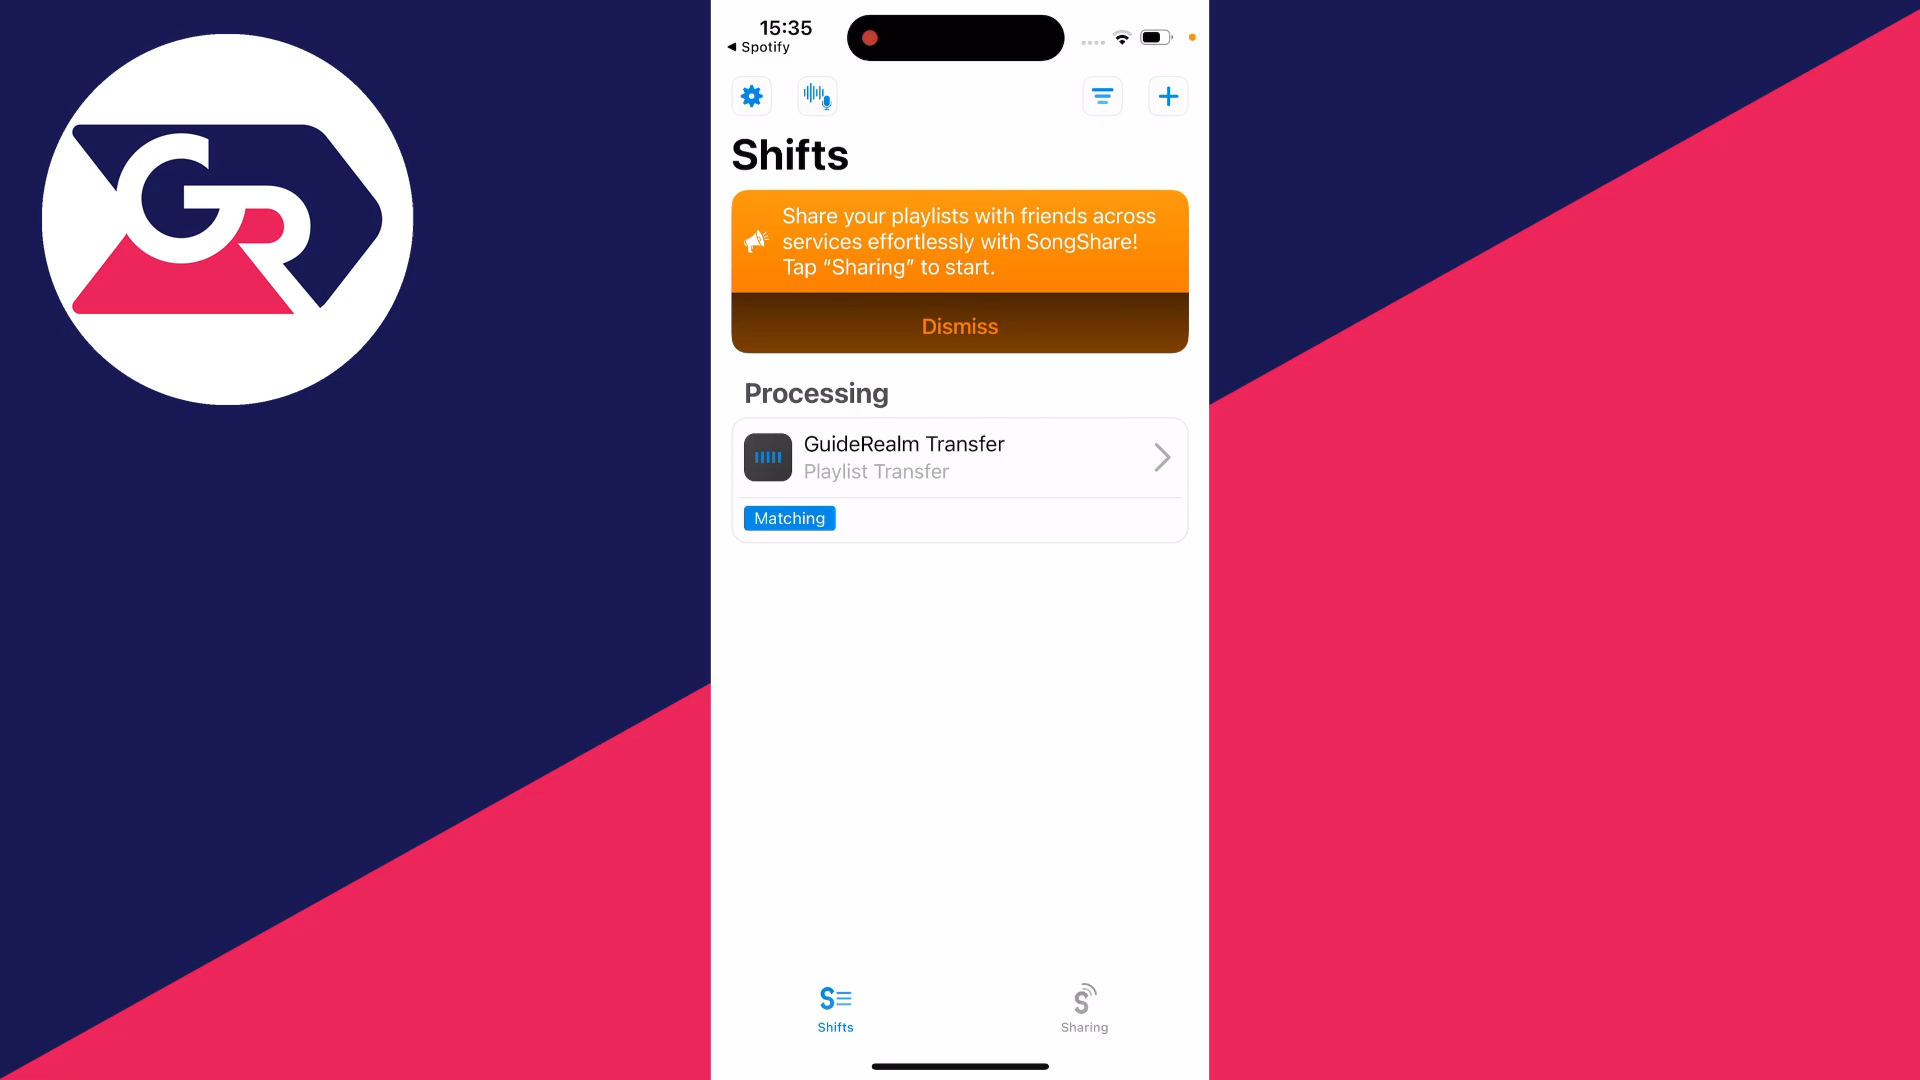 GR
15:35
◀ Spotify
Shifts
Share your playlists with friends across
services effortlessly with SongShare!
Tap “Sharing” to start.
Dismiss
Processing
GuideRealm Transfer
Playlist Transfer
Matching
Shifts
Sharing